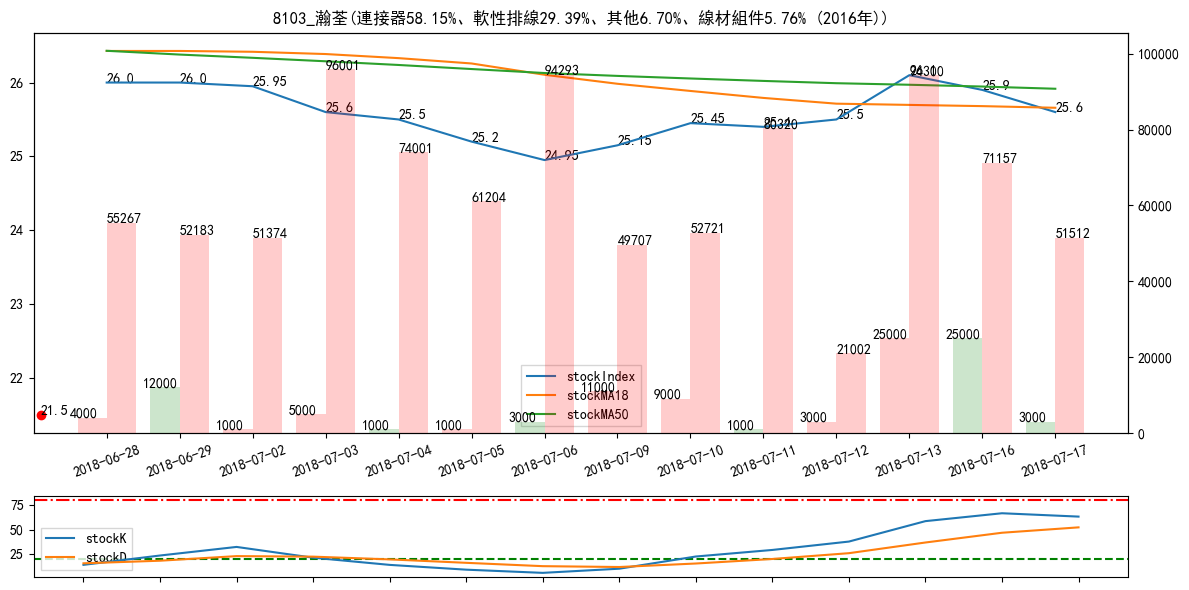 8103_瀚荃(連接器58.15%、軟性排線29.39%、其他6.70%、線材組件5.76% (2016年))
26 25 24 23 22
100000 80000 60000 40000 20000 0
26.0 26.0 25.95 25.6 25.5 25.2 24.95 25.15 25.45 25.4 25.5 26.1 25.9 25.6
55267 52183 51374 96001 74001 61204 94293 49707 52721 80320 21002 94300 71157 51512
21.5
4000 12000 1000 5000 1000 1000 3000 11000 9000 1000 3000 25000 25000 3000
stockIndex
stockMA18
stockMA50
2018-06-28 2018-06-29 2018-07-02 2018-07-03 2018-07-04 2018-07-05 2018-07-06 2018-07-09 2018-07-10 2018-07-11 2018-07-12 2018-07-13 2018-07-16 2018-07-17
75 50 25
stockK
stockD